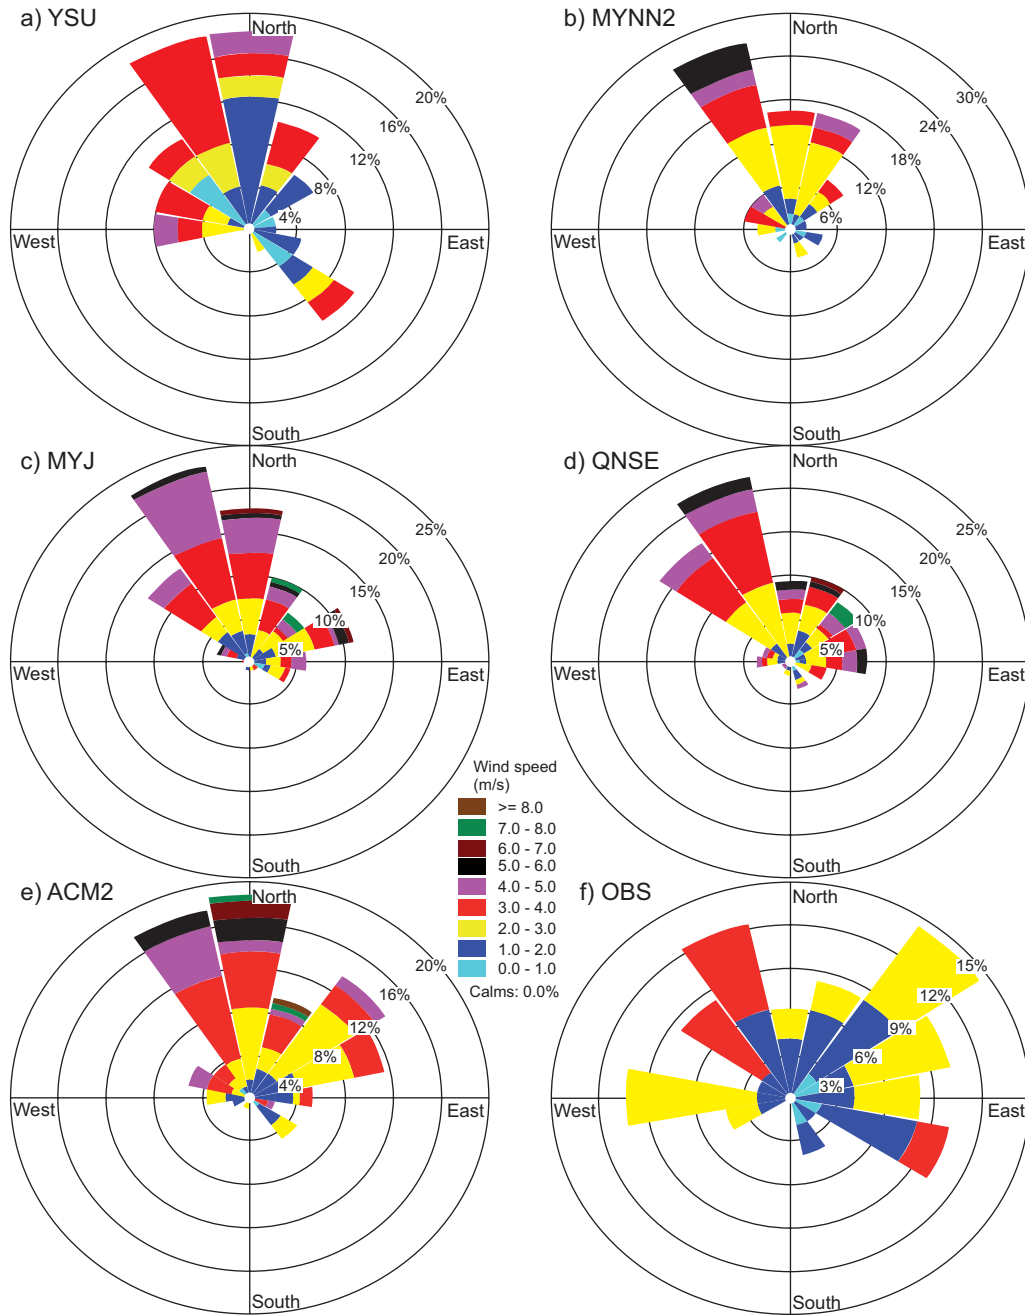 a) YSU
North
20%
16%
12%
8%
4%
West
East
South
b) MYNN2
North
30%
24%
18%
12%
6%
West
East
South
c) MYJ
North
25%
20%
15%
10%
5%
West
East
South
d) QNSE
North
25%
20%
15%
10%
5%
West
East
South
Wind speed
(m/s)
>= 8.0
7.0 - 8.0
6.0 - 7.0
5.0 - 6.0
4.0 - 5.0
3.0 - 4.0
2.0 - 3.0
1.0 - 2.0
0.0 - 1.0
Calms: 0.0%
e) ACM2
North
20%
16%
12%
8%
4%
West
East
South
f) OBS
North
15%
12%
9%
6%
3%
West
East
South